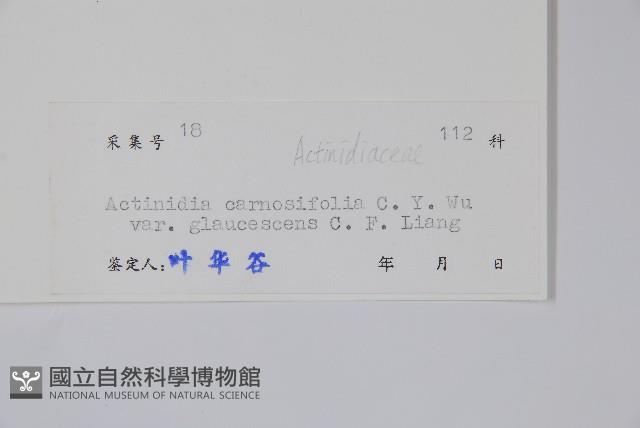 采集号 18 Actinidiaceae 112 科
Actinidia carnosifolia C. Y. Wu
var. glaucescens C. F. Liang
鉴定人：叶华谷 年 月 日
國立自然科學博物館
NATIONAL MUSEUM OF NATURAL SCIENCE